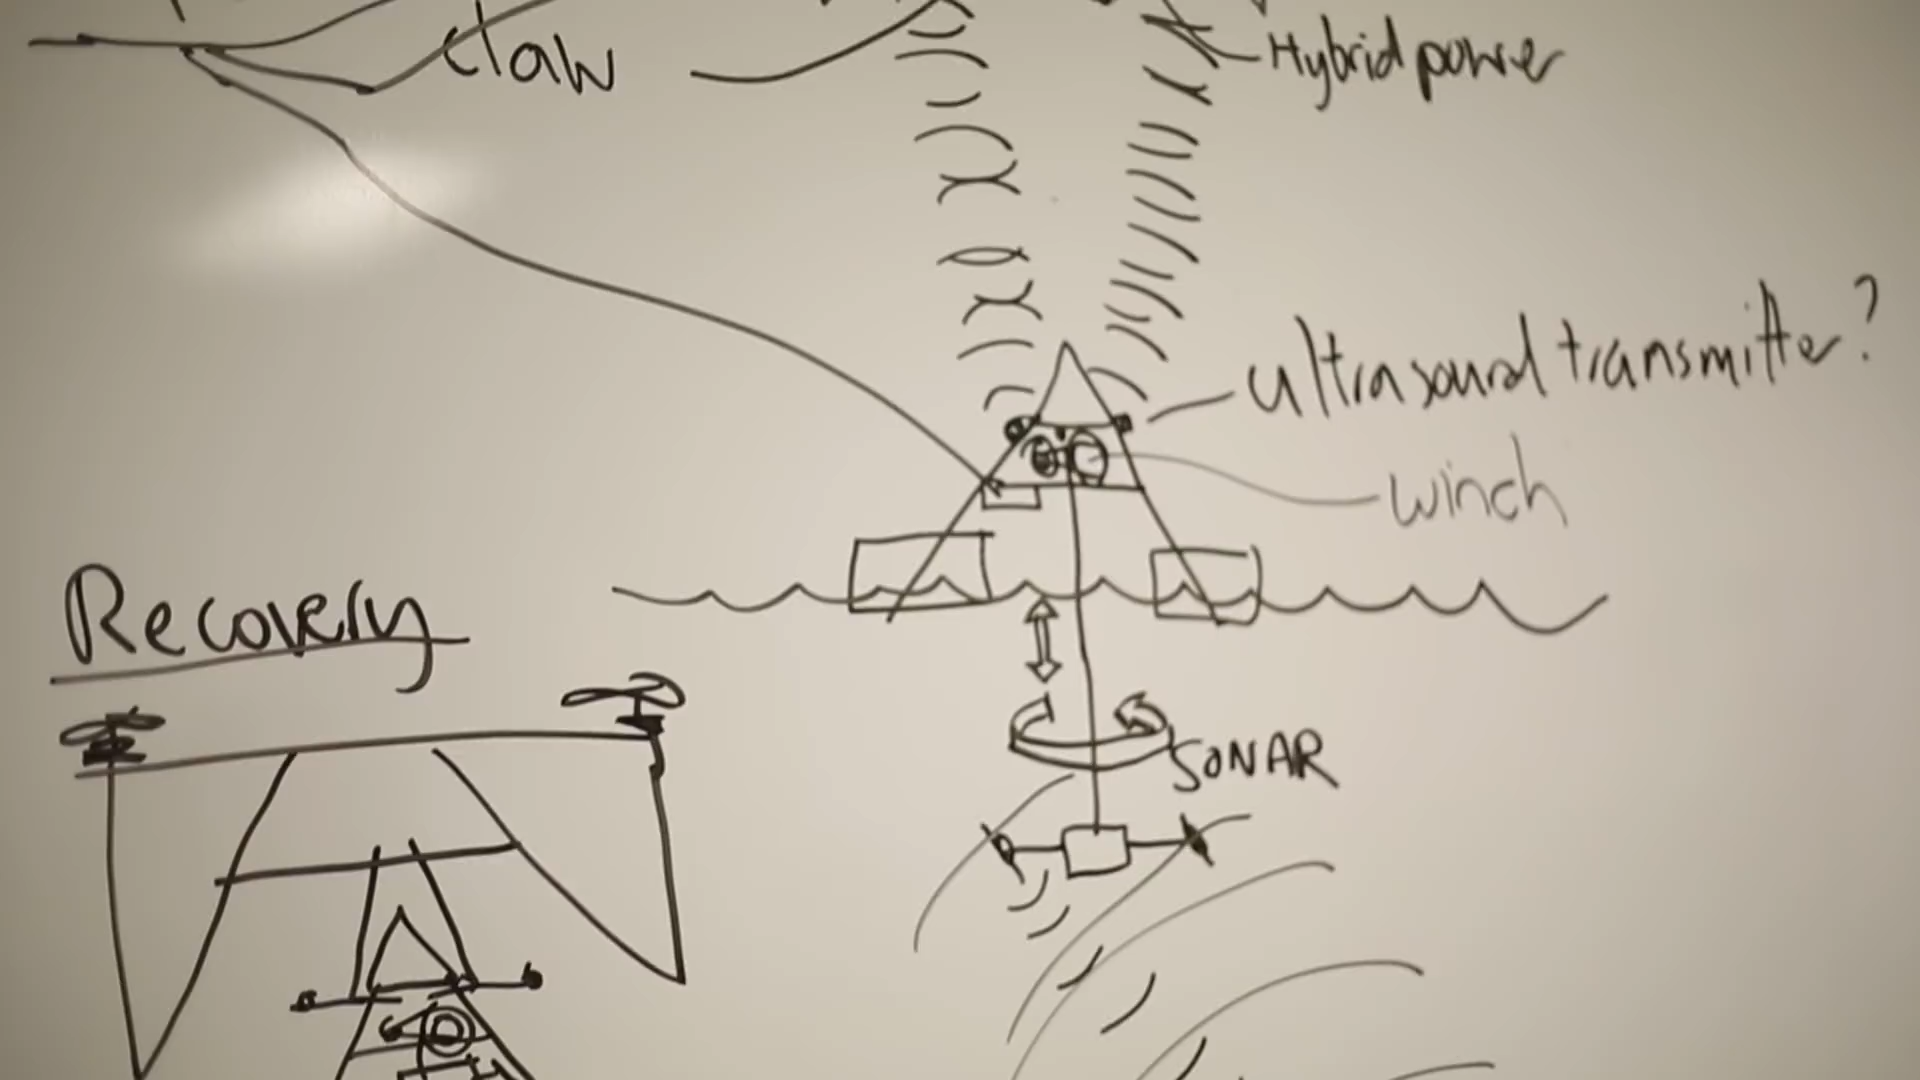 Claw
Hybrid power
Ultrasound transmitter?
winch
Recovery
SONAR